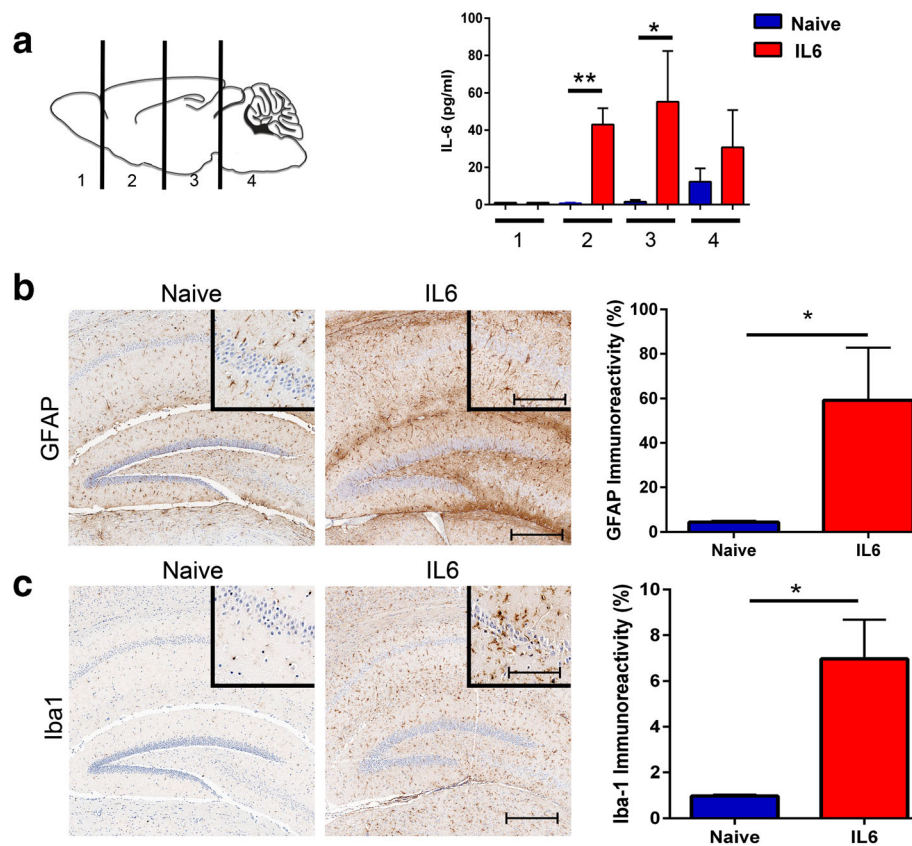 a
1 2 3 4
IL-6 (pg/ml)
100
80
60
40
20
0
**
*
Naive
IL6
1 2 3 4
b
Naive IL6
GFAP
GFAP Immunoreactivity (%)
100
80
60
40
20
0
*
Naive IL6
c
Naive IL6
Iba1
Iba-1 Immunoreactivity (%)
10
8
6
4
2
0
*
Naive IL6